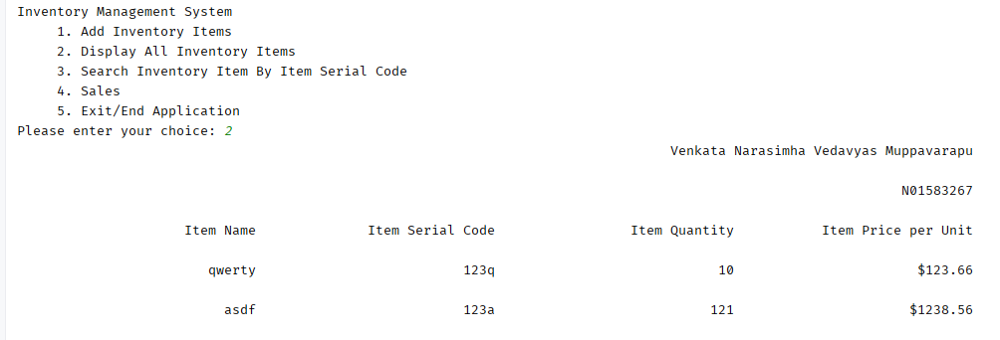 Inventory Management System
1. Add Inventory Items
2. Display All Inventory Items
3. Search Inventory Item By Item Serial Code
4. Sales
5. Exit/End Application
Please enter your choice: 2
Venkata Narasimha Vedavyas Muppavarapu
N01583267
Item Name Item Serial Code Item Quantity Item Price per Unit
qwerty 123q 10 $123.66
asdf 123a 121 $1238.56